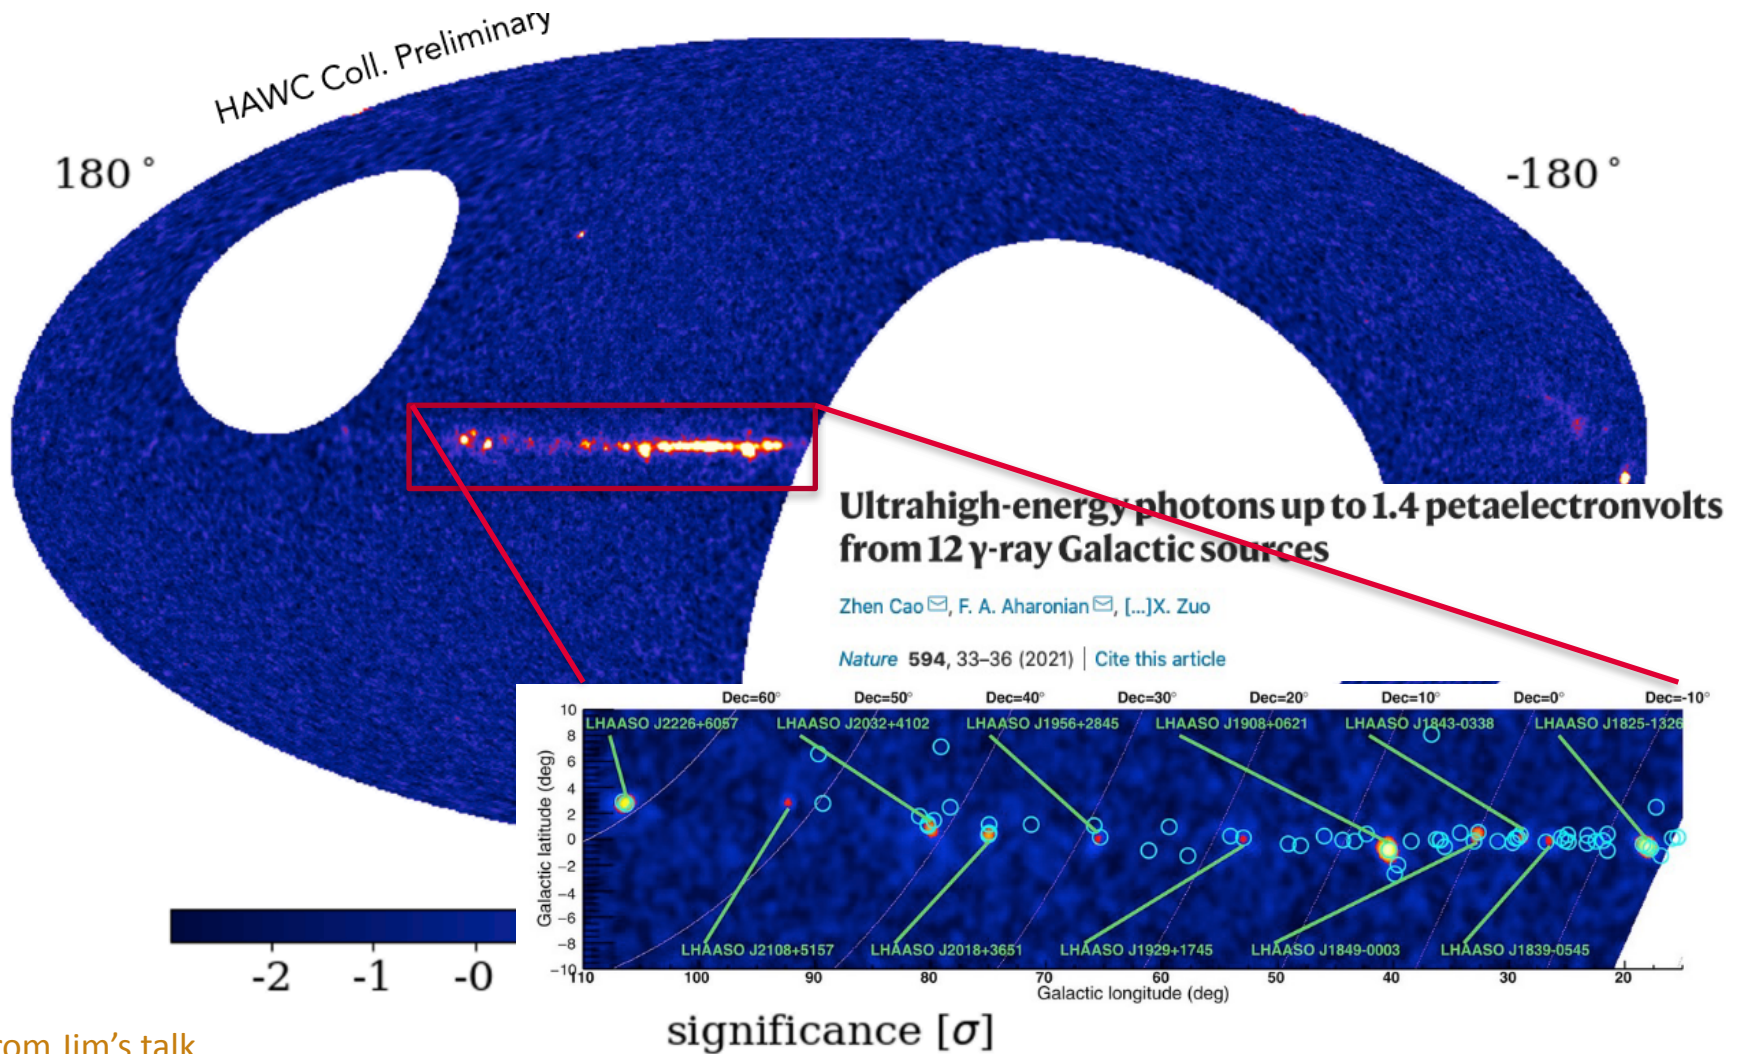 HAWC Coll. Preliminary
180 °
-180 °
Ultrahigh-energy photons up to 1.4 petaelectronvolts
from 12 γ-ray Galactic sources
Zhen Cao, F. A. Aharonian, [...]X. Zuo
Nature 594, 33–36 (2021) | Cite this article
Dec=60° Dec=50° Dec=40° Dec=30° Dec=20° Dec=10° Dec=0° Dec=-10°
LHAASO J2226+6057 LHAASO J2032+4102 LHAASO J1956+2845 LHAASO J1908+0621 LHAASO J1843-0338 LHAASO J1825-1326
10
8
6
4
2
0
−2
−4
−6
−8
−10
Galactic latitude (deg)
LHAASO J2108+5157 LHAASO J2018+3651 LHAASO J1929+1745 LHAASO J1849-0003 LHAASO J1839-0545
110 100 90 80 70 60 50 40 30 20
Galactic longitude (deg)
-2 -1 -0
significance [σ]
Jim's talk